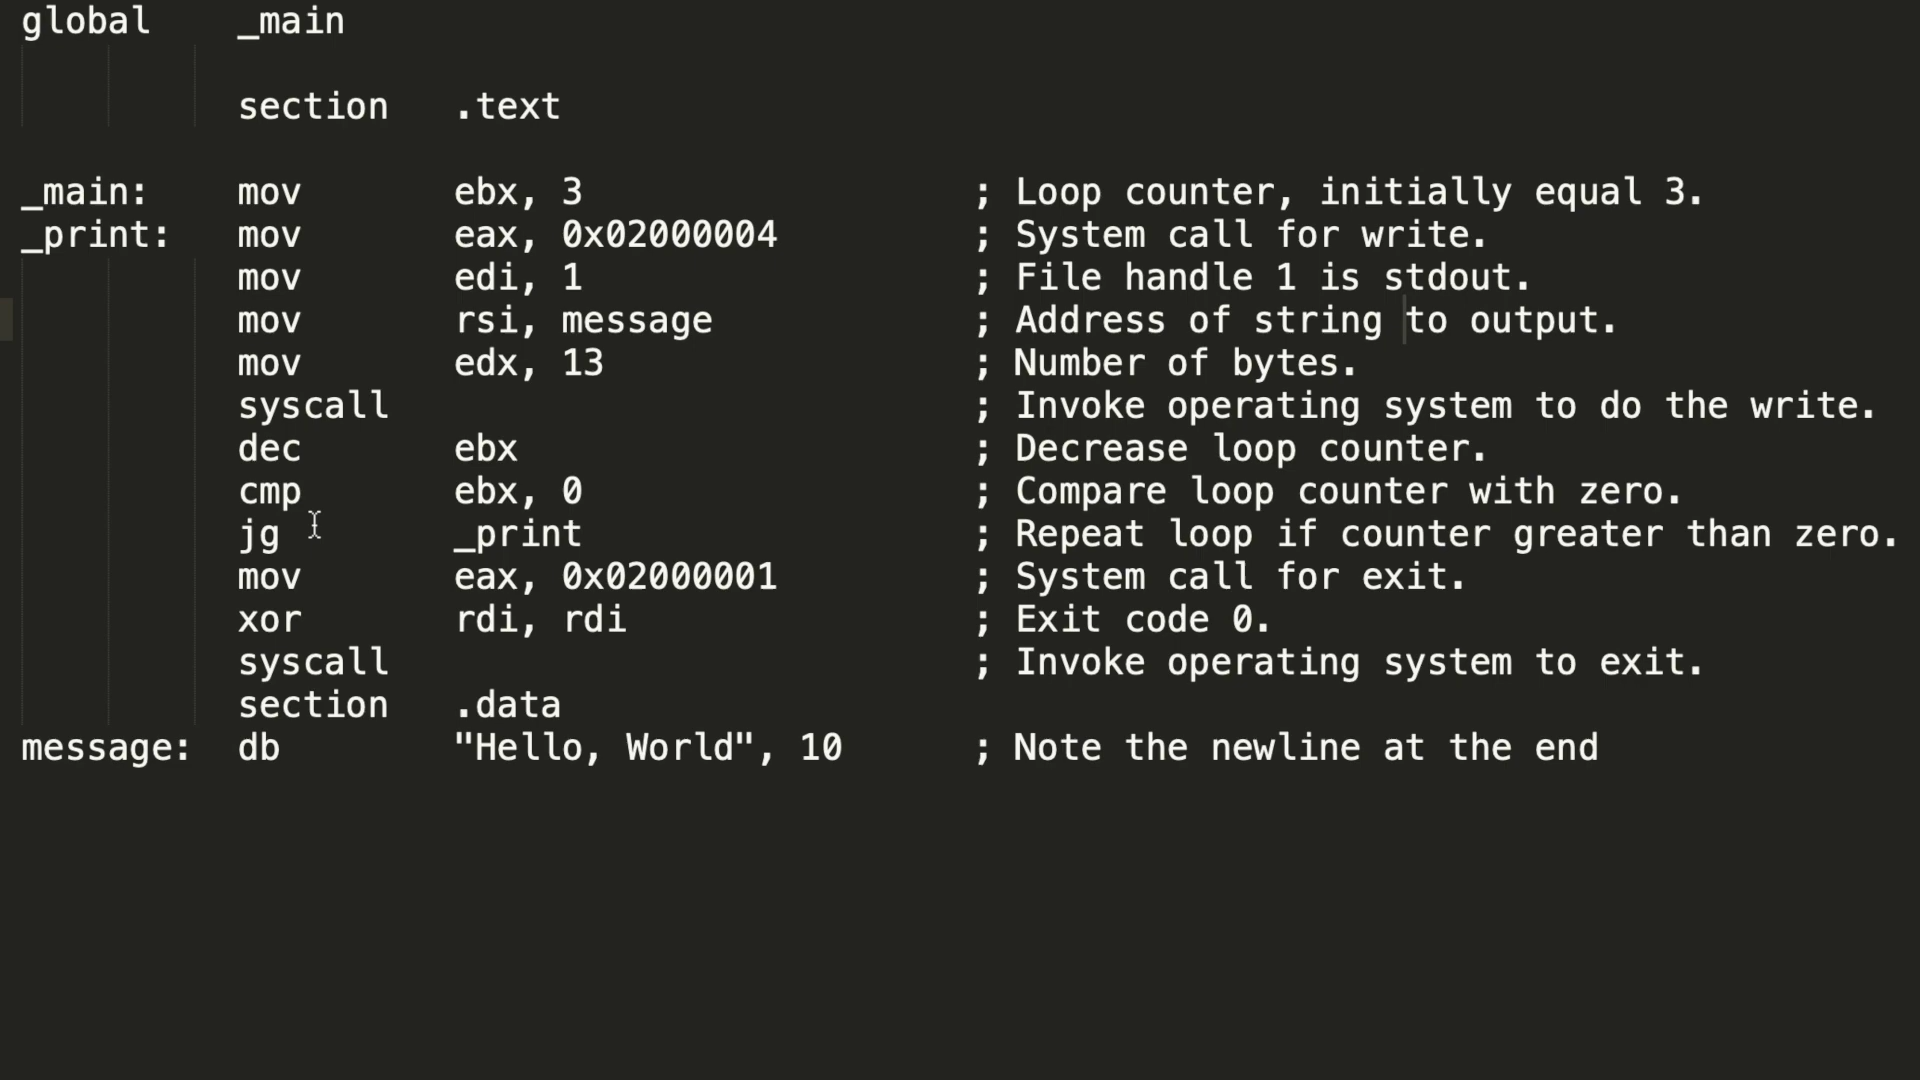 global    _main
section   .text
_main:    mov       ebx, 3                  ; Loop counter, initially equal 3.
_print:   mov       eax, 0x02000004         ; System call for write.
mov       edi, 1                  ; File handle 1 is stdout.
mov       rsi, message            ; Address of string to output.
mov       edx, 13                 ; Number of bytes.
syscall                           ; Invoke operating system to do the write.
dec       ebx                     ; Decrease loop counter.
cmp       ebx, 0                  ; Compare loop counter with zero.
jg        _print                  ; Repeat loop if counter greater than zero.
mov       eax, 0x02000001         ; System call for exit.
xor       rdi, rdi                ; Exit code 0.
syscall                           ; Invoke operating system to exit.
section   .data
message:  db        "Hello, World", 10      ; Note the newline at the end